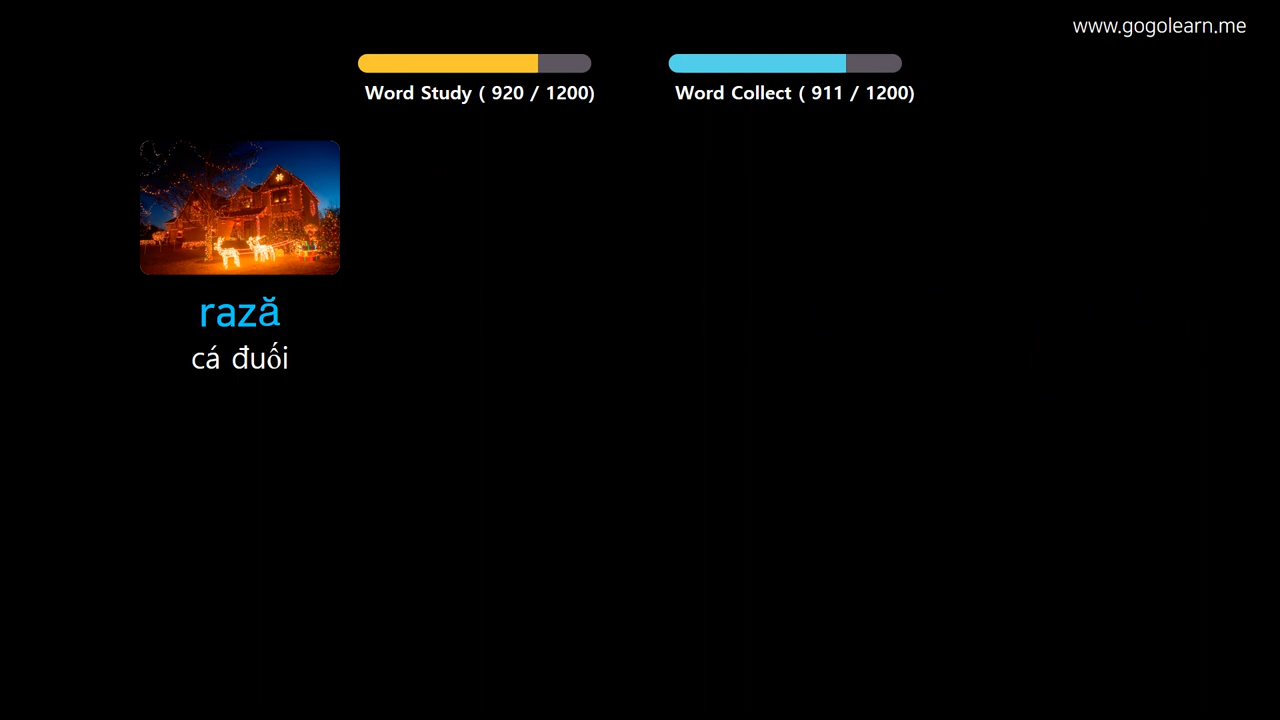 www.gogolearn.me
Word Study ( 920 / 1200)
Word Collect ( 911 / 1200)
rază
cá đuối